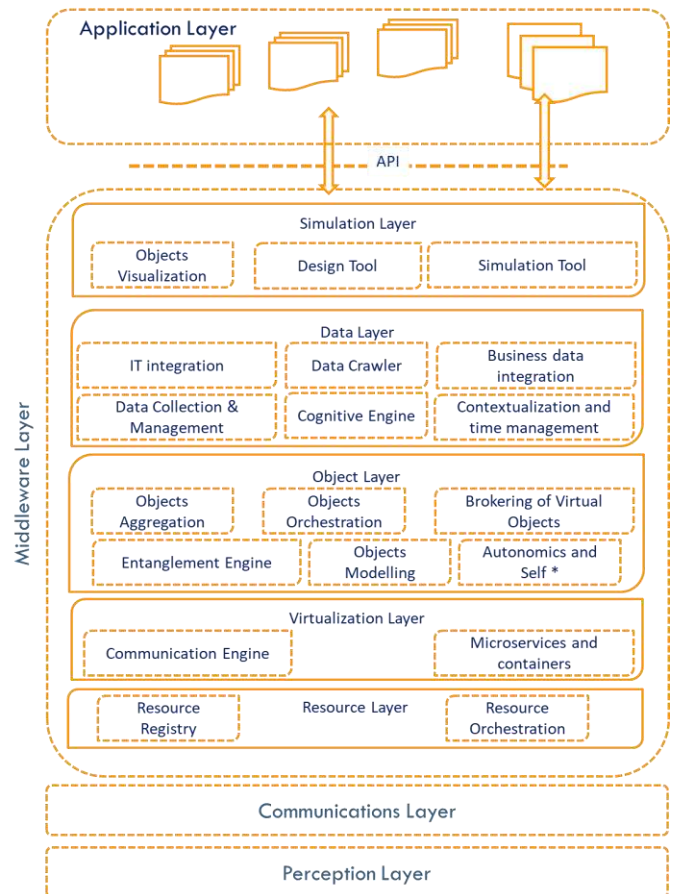 Application Layer
API
Middleware Layer
Simulation Layer
Objects
Visualization
Design Tool
Simulation Tool
Data Layer
IT integration
Data Crawler
Business data
integration
Data Collection &
Management
Cognitive Engine
Contextualization and
time management
Object Layer
Objects
Aggregation
Objects
Orchestration
Brokering of Virtual
Objects
Entanglement Engine
Objects
Modelling
Autonomics and
Self *
Virtualization Layer
Communication Engine
Microservices and
containers
Resource
Registry
Resource Layer
Resource
Orchestration
Communications Layer
Perception Layer